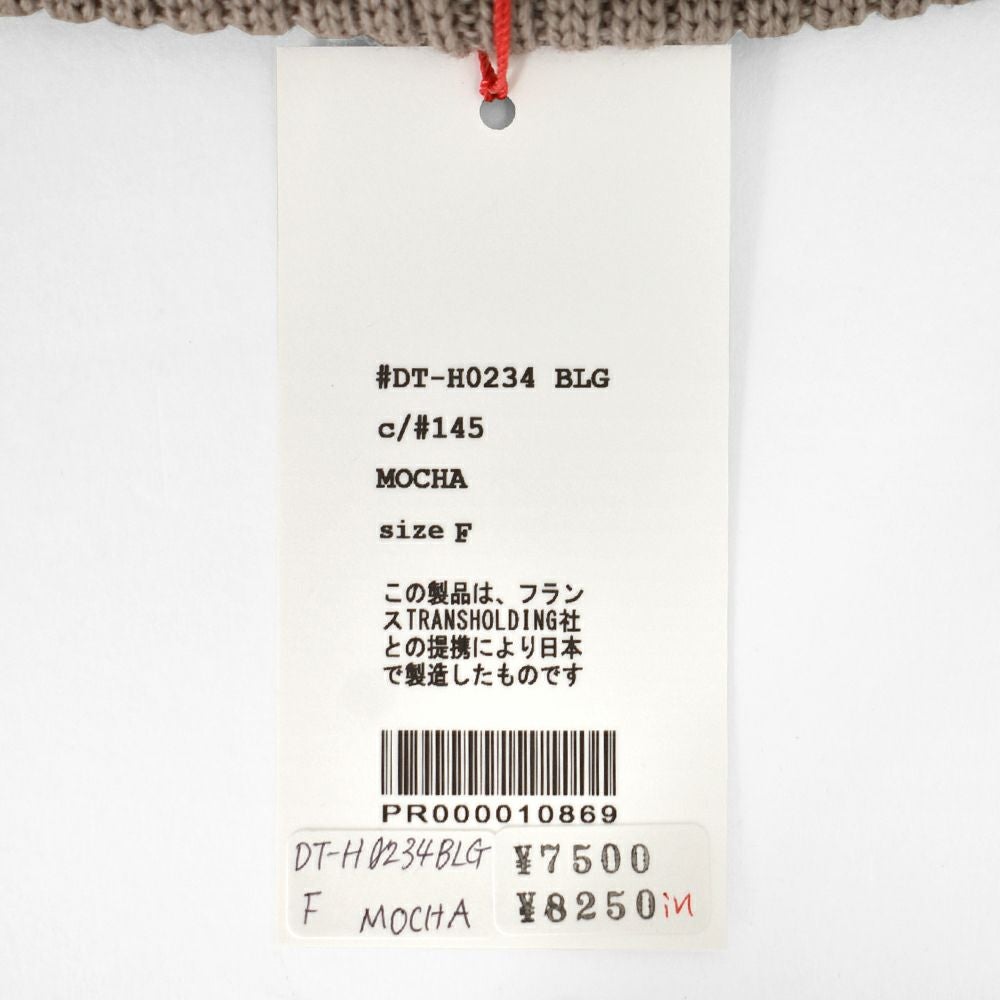 #DT-H0234 BLG
c/#145
MOCHA
size F
この製品は、フラン
スTRANSHOLDING社
との提携により日本
で製造したものです
PR000010869
DT-H0234BLG
F MOCHA
¥7500
¥8250in